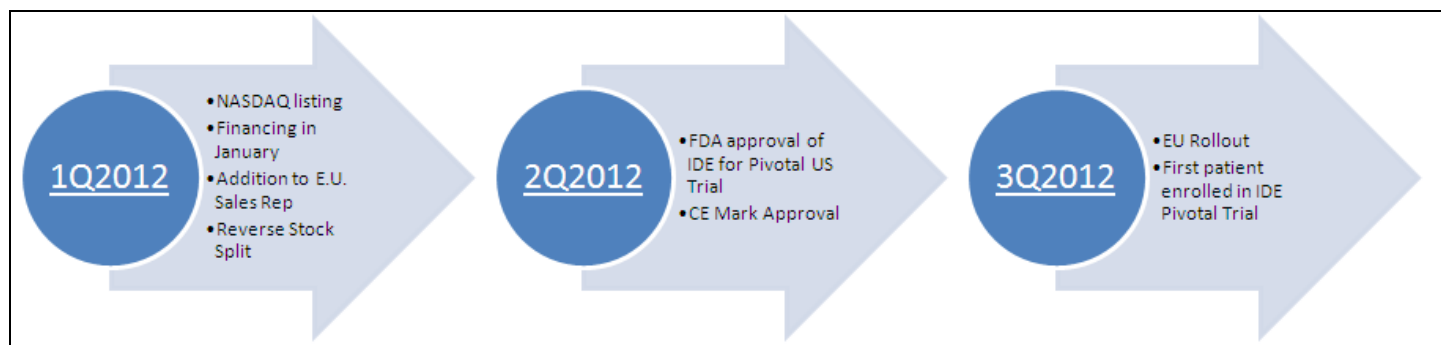 1Q2012
•NASDAQ listing
•Financing in
January
•Addition to E.U.
Sales Rep
•Reverse Stock
Split
2Q2012
•FDA approval of
IDE for Pivotal US
Trial
•CE Mark Approval
3Q2012
•EU Rollout
•First patient
enrolled in IDE
Pivotal Trial